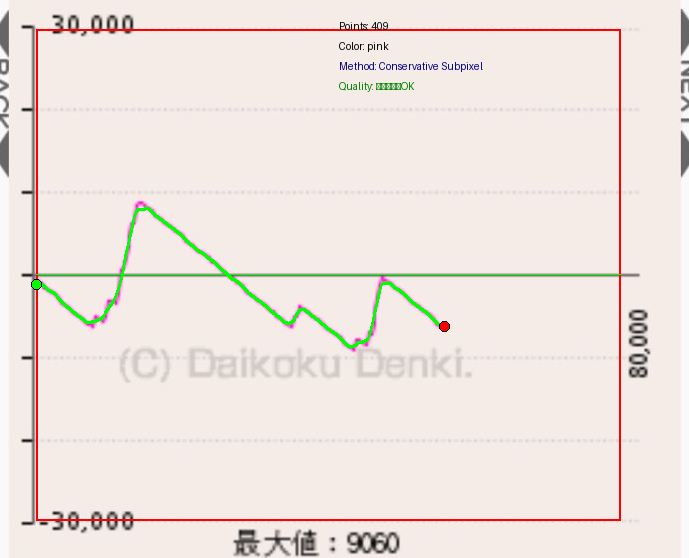 30,000
Points: 409
Color: pink
Method: Conservative Subpixel
Quality: OK
BACK
NEXT
80,000
(C) Daikoku Denki.
-30,000
最大値：9060